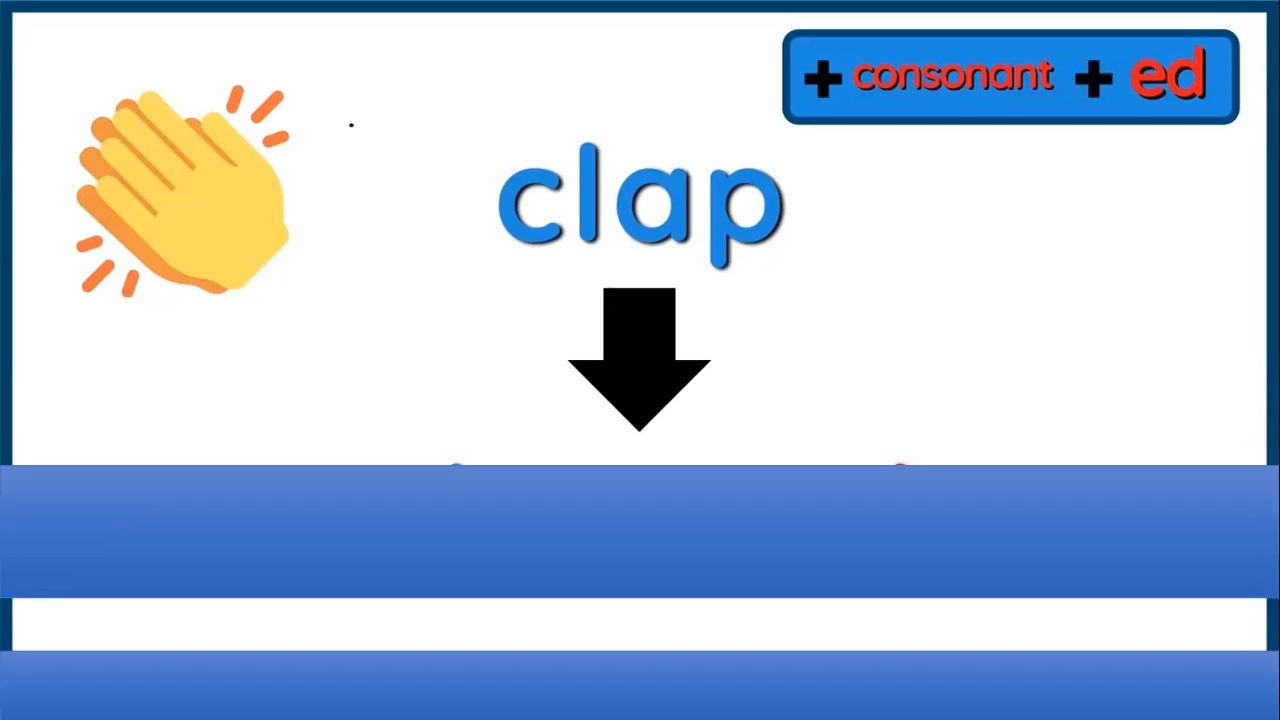 + consonant + ed
clap